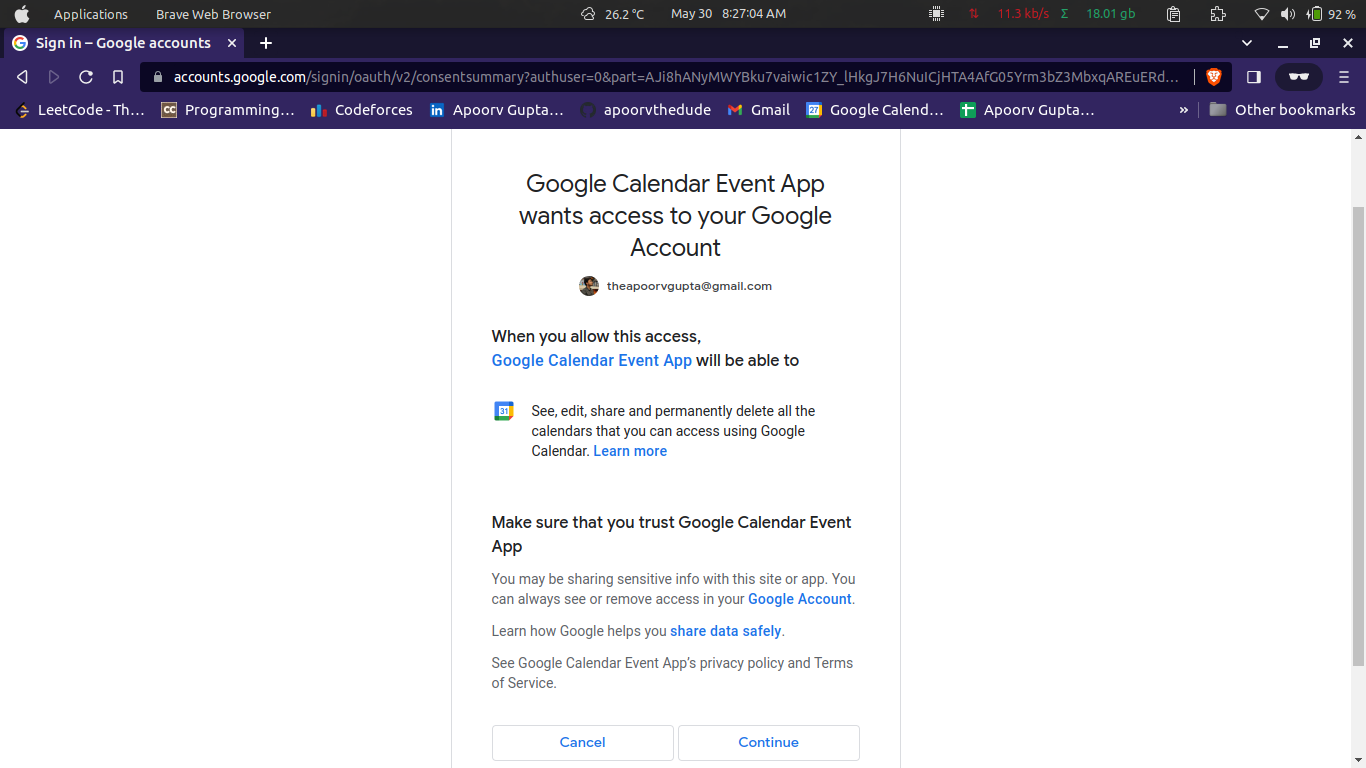 Applications Brave Web Browser 26.2 °C May 30 8:27:04 AM 11.3 kb/s Σ 18.01 gb 92 %
Sign in – Google accounts
accounts.google.com/signin/oauth/v2/consentsummary?authuser=0&part=AJi8hANyMWYBku7vaiwic1ZY_lHkgJ7H6NuICjHTA4AfG05Yrm3bZ3MbxqAREuERd...
LeetCode - Th... CC Programming... Codeforces in Apoorv Gupta... apoorvthedude Gmail 27 Google Calend... Apoorv Gupta... » Other bookmarks
Google Calendar Event App
wants access to your Google
Account
theapoorvgupta@gmail.com
When you allow this access,
Google Calendar Event App will be able to
31 See, edit, share and permanently delete all the
calendars that you can access using Google
Calendar. Learn more
Make sure that you trust Google Calendar Event
App
You may be sharing sensitive info with this site or app. You
can always see or remove access in your Google Account.
Learn how Google helps you share data safely.
See Google Calendar Event App's privacy policy and Terms
of Service.
Cancel Continue